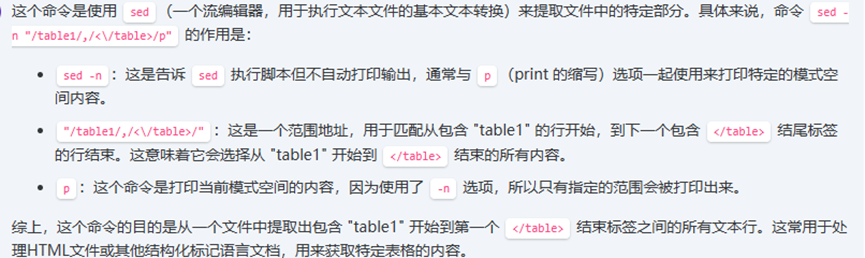 这个命令是使用 sed （一个流编辑器，用于执行文本文件的基本文本转换）来提取文件中的特定部分。具体来说，命令 sed -
n "/table1/,/<\/table>/p" 的作用是：
• sed -n ：这是告诉 sed 执行脚本但不自动打印输出，通常与 p （print 的缩写）选项一起使用来打印特定的模式空
间内容。
• "/table1/,/<\/table>/" ：这是一个范围地址，用于匹配从包含 "table1" 的行开始，到下一个包含 </table> 结尾标签
的行结束。这意味着它会选择从 "table1" 开始到 </table> 结束的所有内容。
• p ：这个命令是打印当前模式空间的内容，因为使用了 -n 选项，所以只有指定的范围会被打印出来。
综上，这个命令的目的是从一个文件中提取出包含 "table1" 开始到第一个 </table> 结束标签之间的所有文本行。这常用于处
理HTML文件或其他结构化标记语言文档，用来获取特定表格的内容。